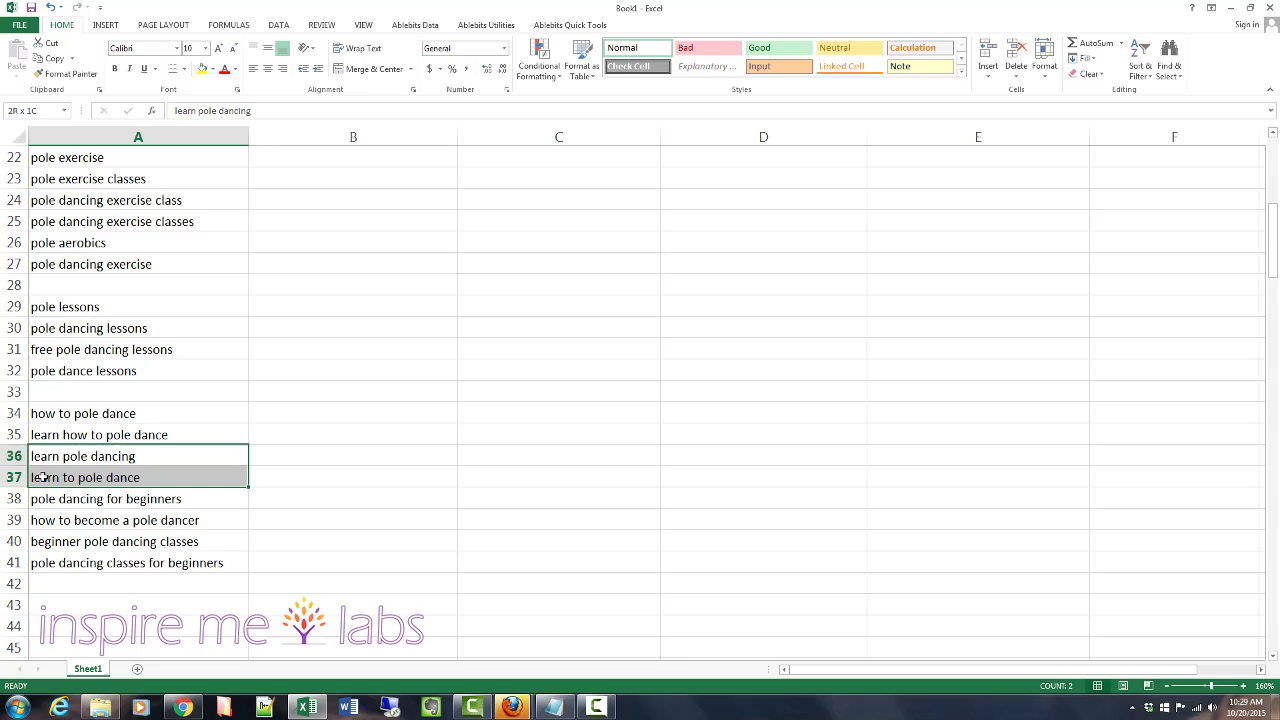 Book1 - Excel
Sign in
FILE HOME INSERT PAGE LAYOUT FORMULAS DATA REVIEW VIEW Ablebits Data Ablebits Utilities Ablebits Quick Tools
Paste
Cut
Copy
Format Painter
Clipboard
Calibri 10
B I U
Font
Wrap Text
Merge & Center
Alignment
General
$ % ,
Number
Conditional Formatting
Format as Table
Normal Bad Good Neutral Calculation
Check Cell Explanatory ... Input Linked Cell Note
Styles
Insert Delete Format
Cells
AutoSum
Fill
Clear
Sort & Filter
Find & Select
Editing
2R x 1C fx learn pole dancing
A B C D E F
22 pole exercise
23 pole exercise classes
24 pole dancing exercise class
25 pole dancing exercise classes
26 pole aerobics
27 pole dancing exercise
28
29 pole lessons
30 pole dancing lessons
31 free pole dancing lessons
32 pole dance lessons
33
34 how to pole dance
35 learn how to pole dance
36 learn pole dancing
37 learn to pole dance
38 pole dancing for beginners
39 how to become a pole dancer
40 beginner pole dancing classes
41 pole dancing classes for beginners
42
43
44
45
inspire me labs
Sheet1
READY COUNT: 2 160%
10:29 AM
10/20/2015